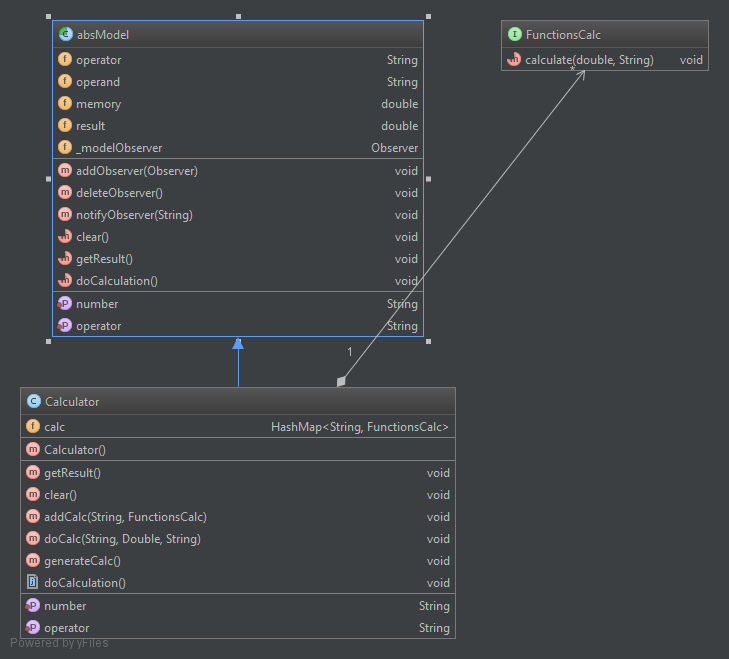 absModel
operator String
operand String
memory double
result double
_modelObserver Observer
addObserver(Observer) void
deleteObserver() void
notifyObserver(String) void
clear() void
getResult() void
doCalculation() void
number String
operator String
FunctionsCalc
calculate(double, String) void
*
1
Calculator
calc HashMap<String, FunctionsCalc>
Calculator()
getResult() void
clear() void
addCalc(String, FunctionsCalc) void
doCalc(String, Double, String) void
generateCalc() void
doCalculation() void
number String
operator String
Powered by yFiles